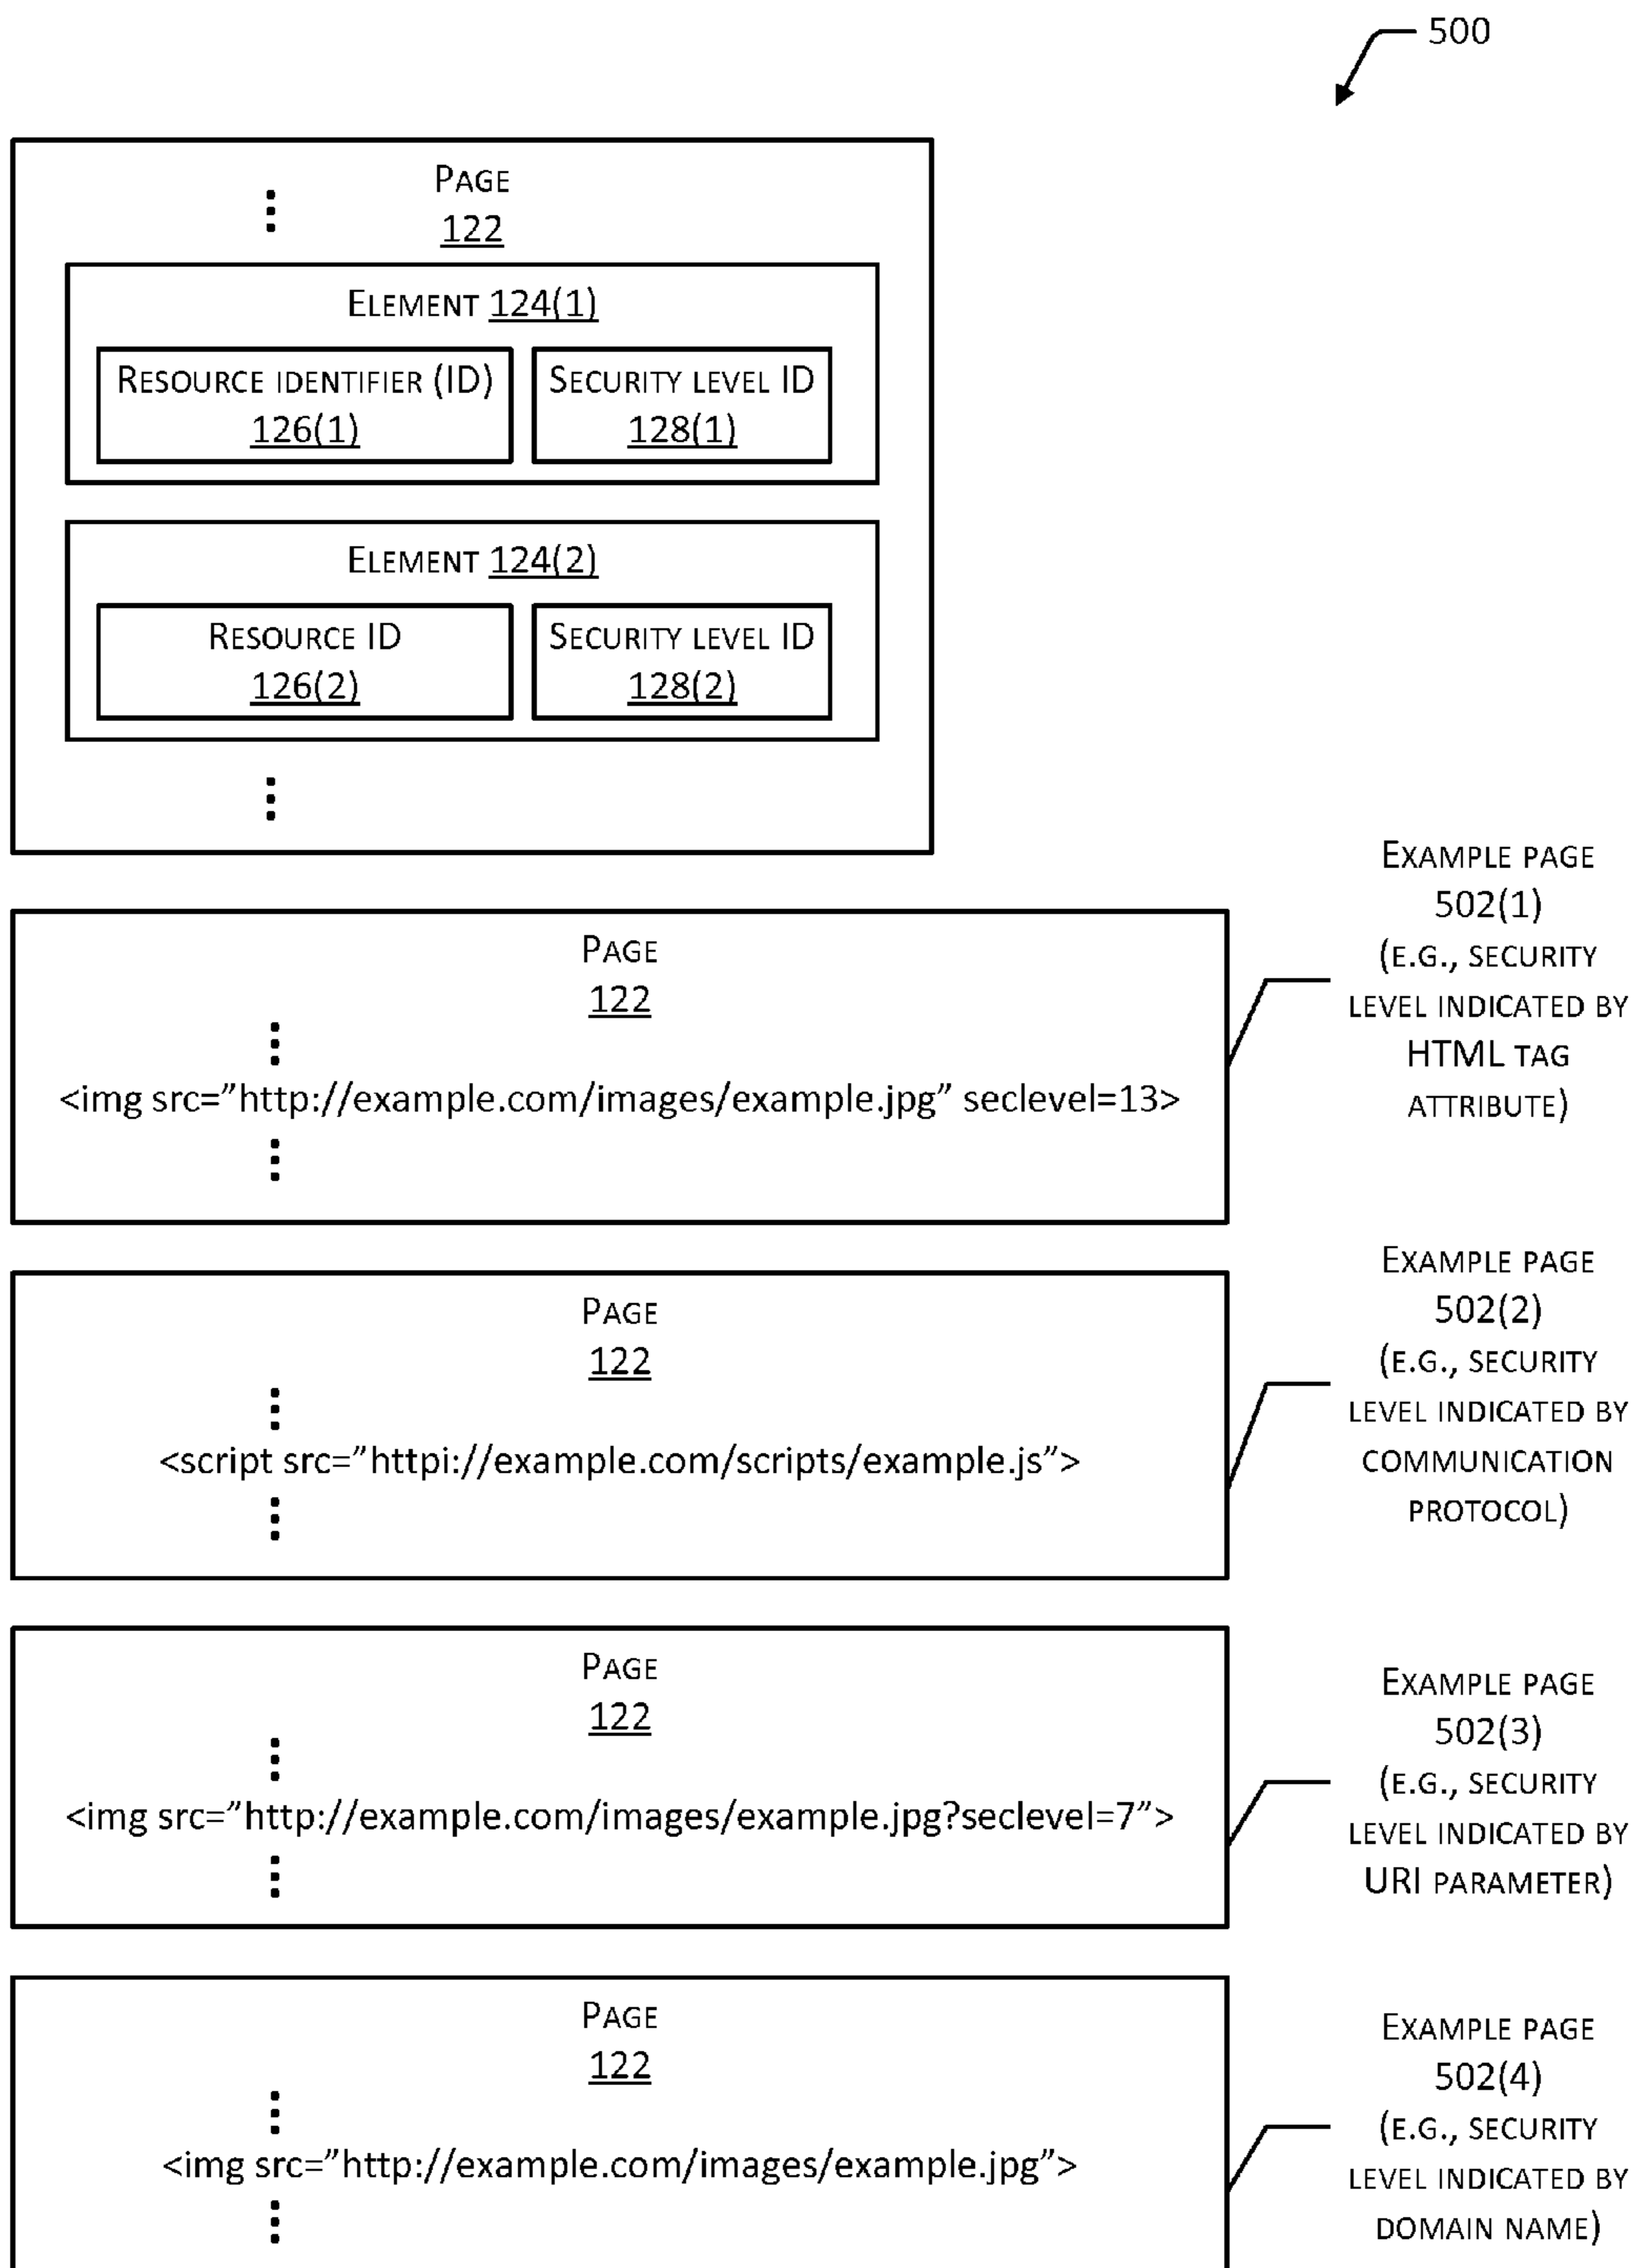 500
PAGE
122
ELEMENT 124(1)
RESOURCE IDENTIFIER (ID)
126(1)
SECURITY LEVEL ID
128(1)
ELEMENT 124(2)
RESOURCE ID
126(2)
SECURITY LEVEL ID
128(2)
PAGE
122
<img src=”http://example.com/images/example.jpg” seclevel=13>
EXAMPLE PAGE
502(1)
(E.G., SECURITY
LEVEL INDICATED BY
HTML TAG
ATTRIBUTE)
PAGE
122
<script src=”httpi://example.com/scripts/example.js”>
EXAMPLE PAGE
502(2)
(E.G., SECURITY
LEVEL INDICATED BY
COMMUNICATION
PROTOCOL)
PAGE
122
<img src=”http://example.com/images/example.jpg?seclevel=7”>
EXAMPLE PAGE
502(3)
(E.G., SECURITY
LEVEL INDICATED BY
URI PARAMETER)
PAGE
122
<img src=”http://example.com/images/example.jpg”>
EXAMPLE PAGE
502(4)
(E.G., SECURITY
LEVEL INDICATED BY
DOMAIN NAME)